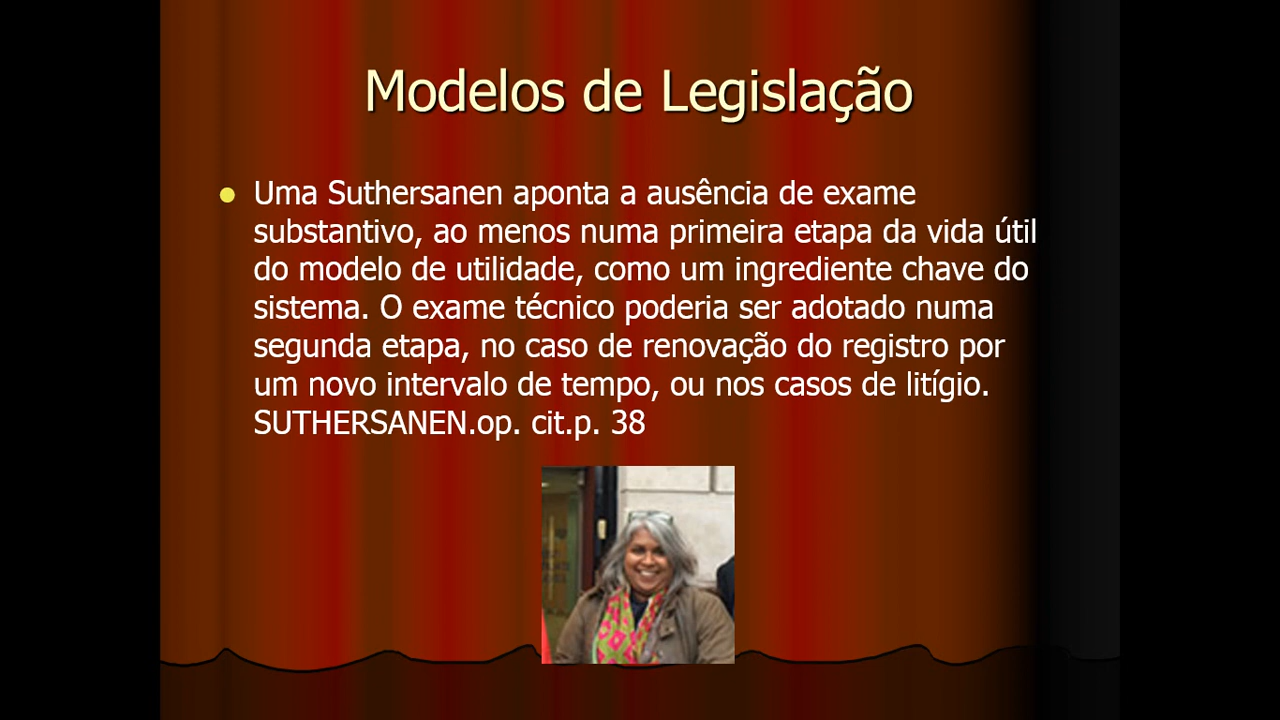 Modelos de Legislação
Uma Suthersanen aponta a ausência de exame
substantivo, ao menos numa primeira etapa da vida útil
do modelo de utilidade, como um ingrediente chave do
sistema. O exame técnico poderia ser adotado numa
segunda etapa, no caso de renovação do registro por
um novo intervalo de tempo, ou nos casos de litígio.
SUTHERSANEN.op. cit.p. 38